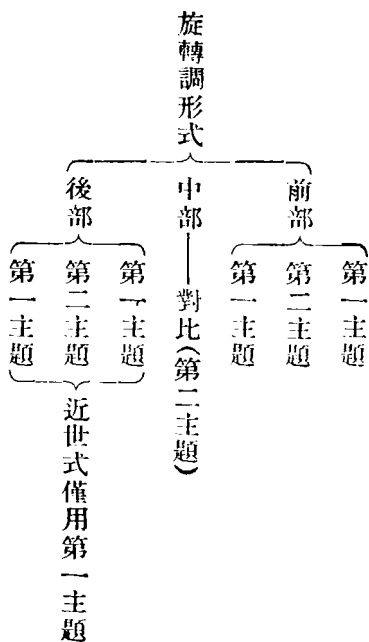 旋轉調形式
前部
第一主題
第二主題
第一主題
中部
對比（第二主題）
後部
第一主題
第二主題
第一主題
近世式僅用第一主題